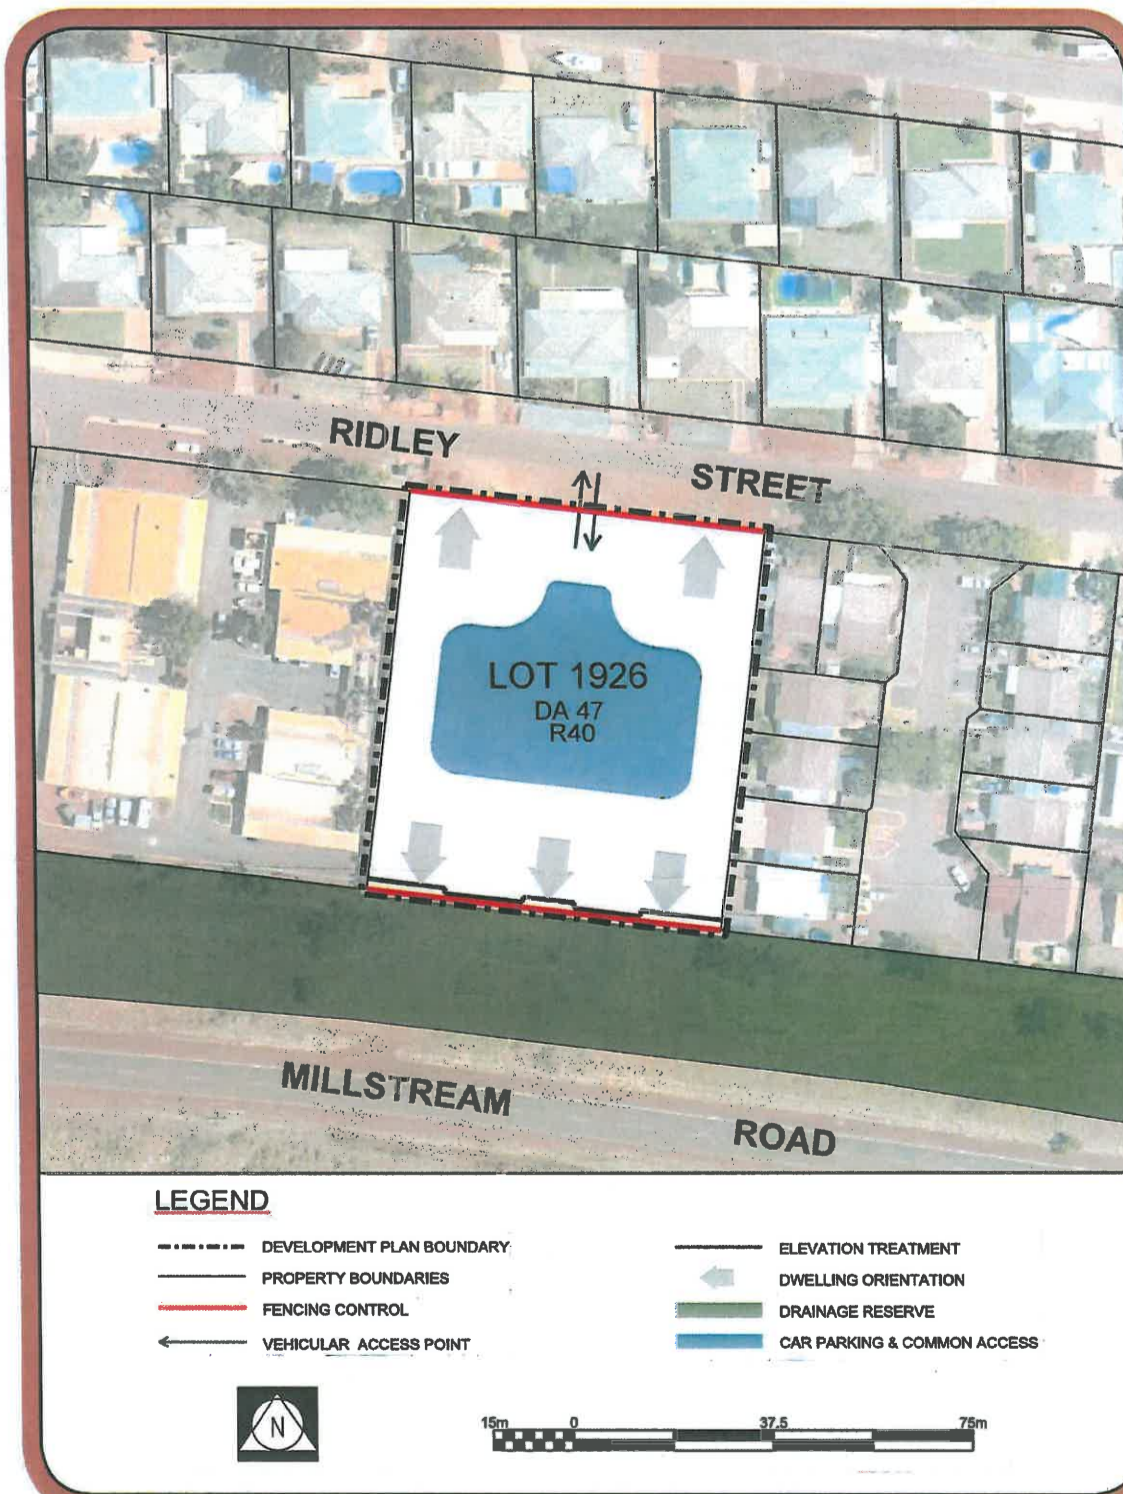 RIDLEY STREET
LOT 1926
DA 47
R40
MILLSTREAM ROAD
LEGEND
DEVELOPMENT PLAN BOUNDARY
PROPERTY BOUNDARIES
FENCING CONTROL
VEHICULAR ACCESS POINT
ELEVATION TREATMENT
DWELLING ORIENTATION
DRAINAGE RESERVE
CAR PARKING & COMMON ACCESS
N
15m 0 37.5 75m